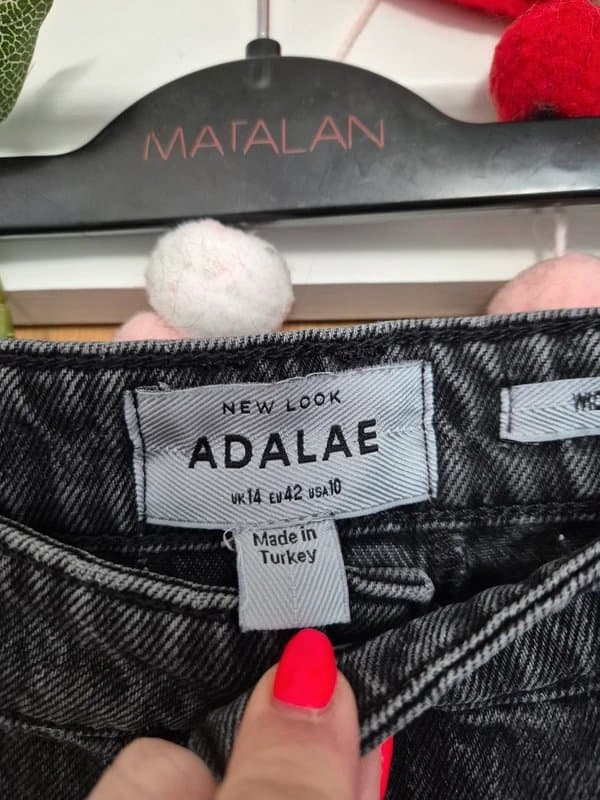 MATALAN
NEW LOOK
ADALAE
UK14 EU42 USA10
Made in
Turkey